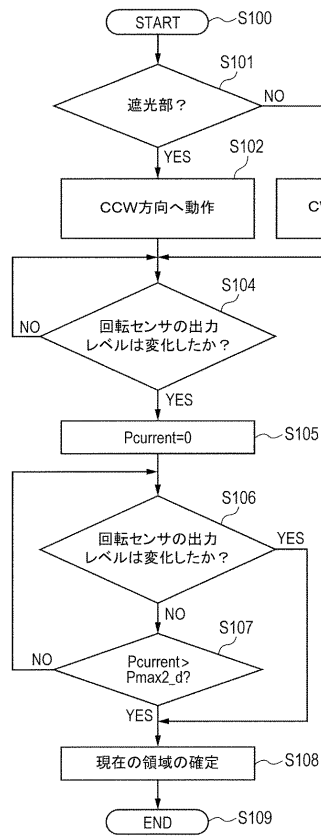 START
S100
S101
遮光部？
NO
YES
S102
CCW方向へ動作
S104
回転センサの出力
レベルは変化したか？
NO
YES
Pcurrent=0
S105
S106
回転センサの出力
レベルは変化したか？
YES
NO
S107
Pcurrent>
Pmax2_d?
NO
YES
現在の領域の確定
S108
END
S109